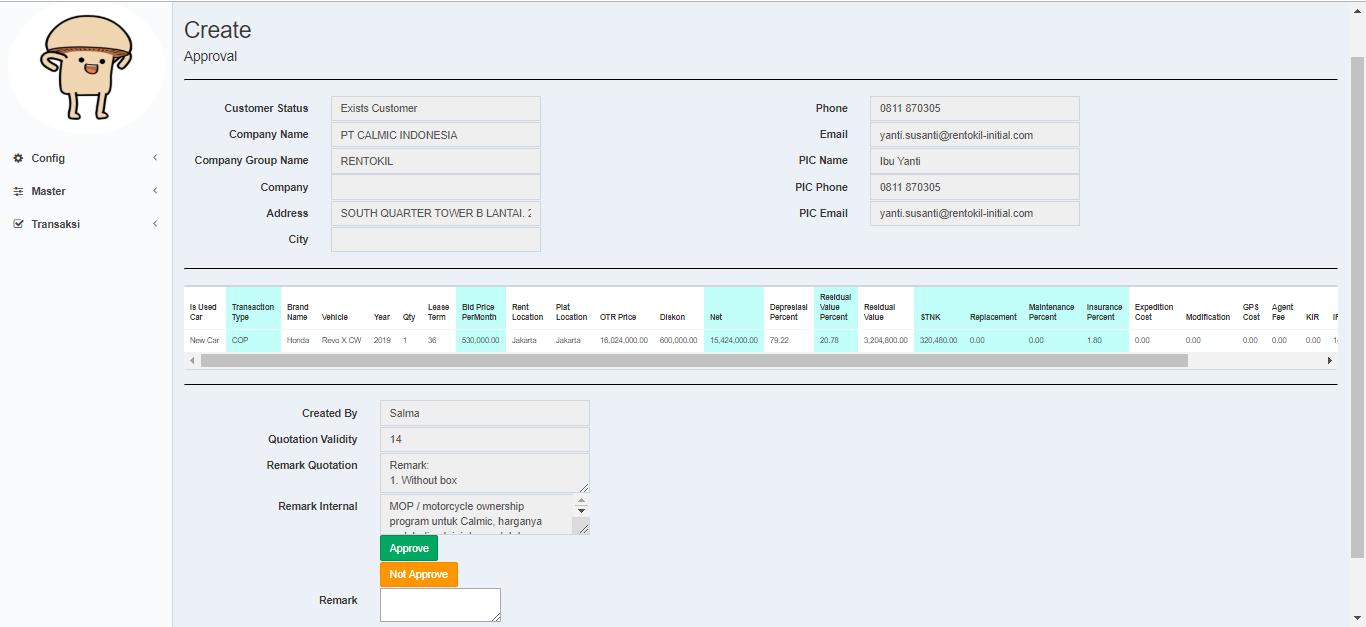 Create
Approval
Config
Master
Transaksi
Customer Status Exists Customer
Company Name PT CALMIC INDONESIA
Company Group Name RENTOKIL
Company
Address SOUTH QUARTER TOWER B LANTAI. 2
City
Phone 0811 870305
Email yanti.susanti@rentokil-initial.com
PIC Name Ibu Yanti
PIC Phone 0811 870305
PIC Email yanti.susanti@rentokil-initial.com
Is Used Car Transaction Type Brand Name Vehicle Year Qty Lease Term Bid Price PerMonth Rent Location Plat Location OTR Price Diskon Net Depresiasi Percent Residual Value Percent Residual Value STNK Replacement Maintenance Percent Insurance Percent Expedition Cost Modification GPS Cost Agent Fee KIR
New Car COP Honda Revo X CW 2019 1 36 530,000.00 Jakarta Jakarta 16,024,000.00 600,000.00 15,424,000.00 79.22 20.78 3,204,800.00 320,480.00 0.00 0.00 1.80 0.00 0.00 0.00 0.00 0.00
Created By Salma
Quotation Validity 14
Remark Quotation Remark:
1. Without box
Remark Internal MOP / motorcycle ownership
program untuk Calmic, harganya
Approve
Not Approve
Remark